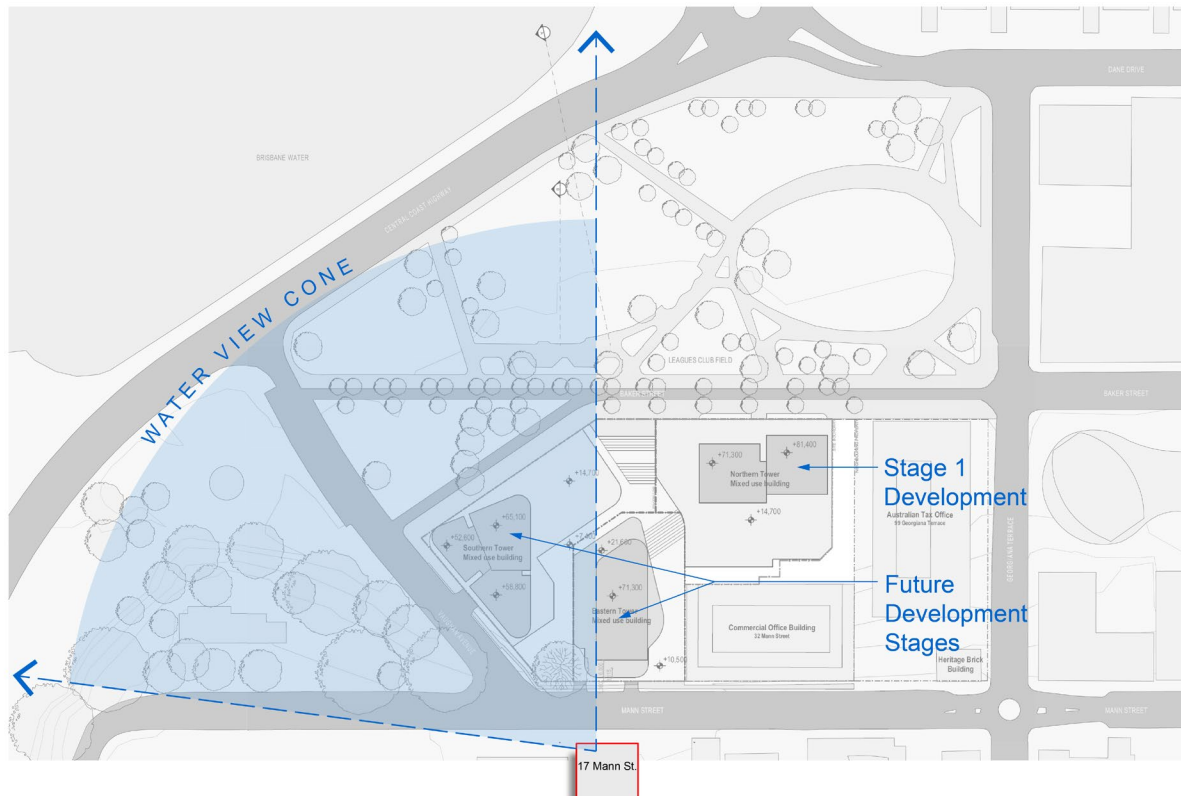 DANE DRIVE
BRISBANE WATER
CENTRAL COAST HIGHWAY
WATER VIEW CONE
LEAGUES CLUB FIELD
BAKER STREET
BAKER STREET
+81,400
+71,300
Northern Tower
Mixed use building
+14,700
+14,700
Stage 1
Development
Australian Tax Office
99 Georgiana Terrace
GEORGIANA TERRACE
+65,100
+52,600
Southern Tower
Mixed use building
+21,600
+71,300
Eastern Tower
Mixed use building
Future
Development
Stages
Commercial Office Building
32 Mann Street
Heritage Brick
Building
+10,500
MANN STREET
MANN STREET
17 Mann St.